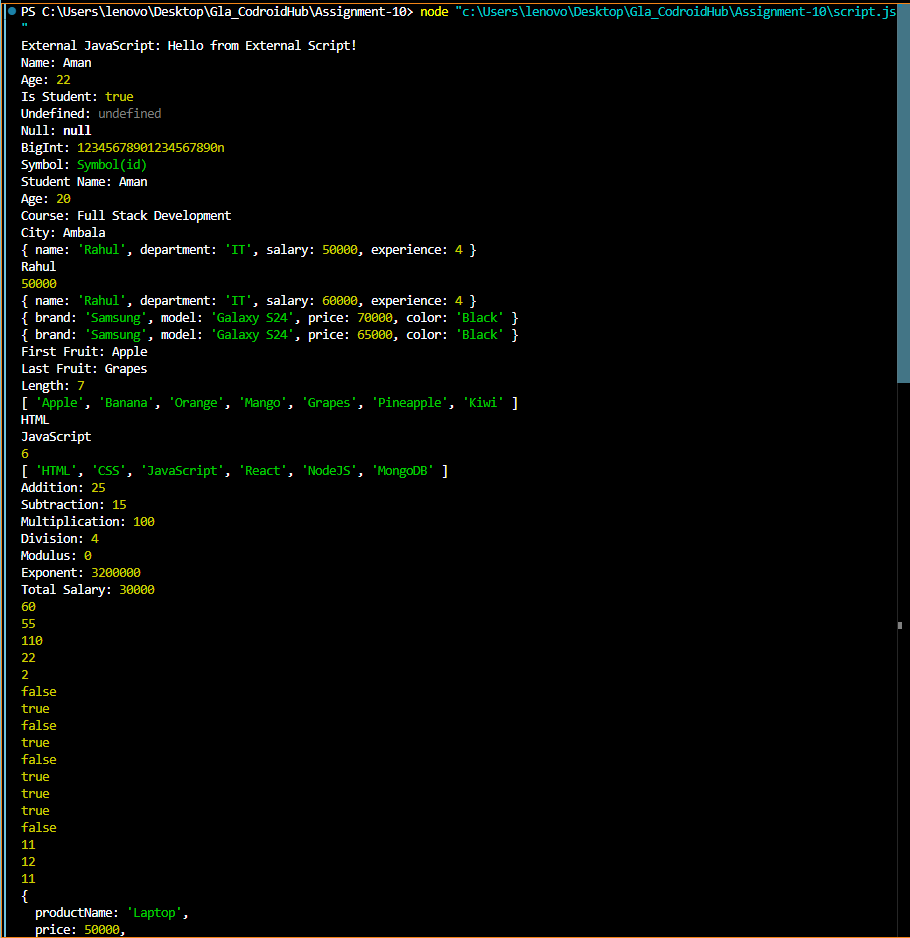 PS C:\Users\lenovo\Desktop\Gla_CodroidHub\Assignment-10> node "c:\Users\lenovo\Desktop\Gla_CodroidHub\Assignment-10\script.js
"
External JavaScript: Hello from External Script!
Name: Aman
Age: 22
Is Student: true
Undefined: undefined
Null: null
BigInt: 12345678901234567890n
Symbol: Symbol(id)
Student Name: Aman
Age: 20
Course: Full Stack Development
City: Ambala
{ name: 'Rahul', department: 'IT', salary: 50000, experience: 4 }
Rahul
50000
{ name: 'Rahul', department: 'IT', salary: 60000, experience: 4 }
{ brand: 'Samsung', model: 'Galaxy S24', price: 70000, color: 'Black' }
{ brand: 'Samsung', model: 'Galaxy S24', price: 65000, color: 'Black' }
First Fruit: Apple
Last Fruit: Grapes
Length: 7
[ 'Apple', 'Banana', 'Orange', 'Mango', 'Grapes', 'Pineapple', 'Kiwi' ]
HTML
JavaScript
6
[ 'HTML', 'CSS', 'JavaScript', 'React', 'NodeJS', 'MongoDB' ]
Addition: 25
Subtraction: 15
Multiplication: 100
Division: 4
Modulus: 0
Exponent: 3200000
Total Salary: 30000
60
55
110
22
2
false
true
false
true
false
true
true
true
false
11
12
11
{
  productName: 'Laptop',
  price: 50000,